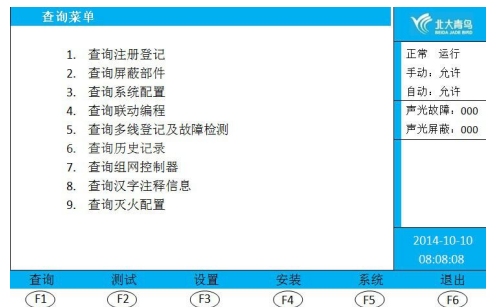 查询菜单
1. 查询注册登记
2. 查询屏蔽部件
3. 查询系统配置
4. 查询联动编程
5. 查询多线登记及故障检测
6. 查询历史记录
7. 查询组网控制器
8. 查询汉字注释信息
9. 查询灭火配置
北大青鸟
BEIDA JADE BIRD
正常 运行
手动：允许
自动：允许
声光故障：000
声光屏蔽：000
2014-10-10
08:08:08
查询 测试 设置 安装 系统 退出
F1 F2 F3 F4 F5 F6